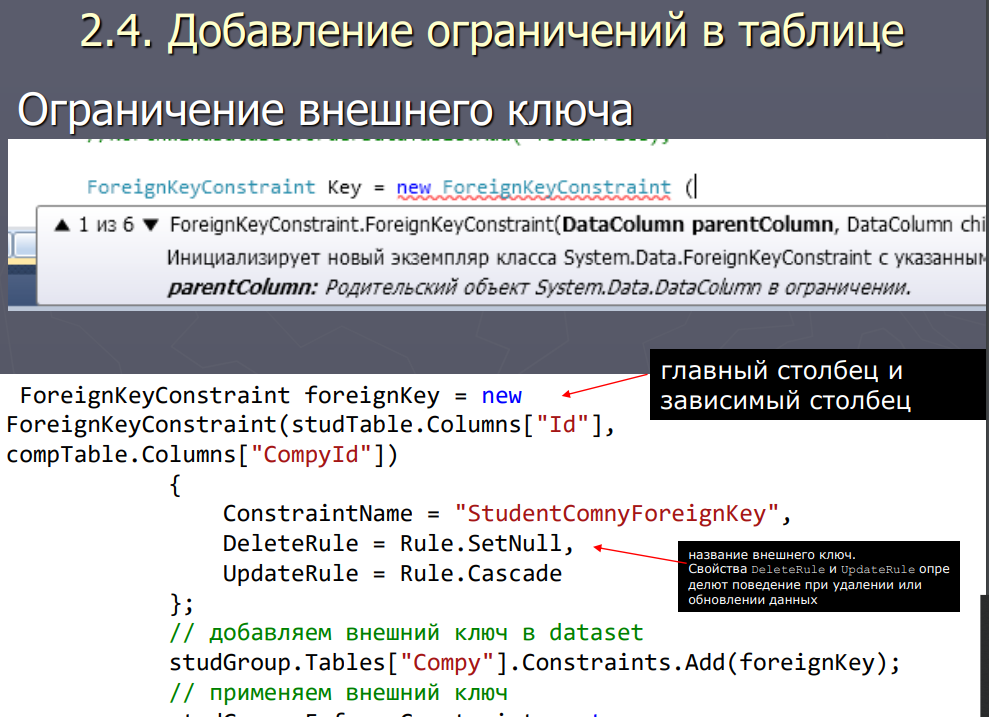 2.4. Добавление ограничений в таблице
Ограничение внешнего ключа
ForeignKeyConstraint Key = new ForeignKeyConstraint (
▲ 1 из 6 ▼ ForeignKeyConstraint.ForeignKeyConstraint(DataColumn parentColumn, DataColumn chi
Инициализирует новый экземпляр класса System.Data.ForeignKeyConstraint с указанным
parentColumn: Родительский объект System.Data.DataColumn в ограничении.
главный столбец и
зависимый столбец
ForeignKeyConstraint foreignKey = new
ForeignKeyConstraint(studTable.Columns["Id"],
compTable.Columns["CompyId"])
{
ConstraintName = "StudentComnyForeignKey",
DeleteRule = Rule.SetNull,
UpdateRule = Rule.Cascade
};
название внешнего ключ.
Свойства DeleteRule и UpdateRule опре
делют поведение при удалении или
обновлении данных
// добавляем внешний ключ в dataset
studGroup.Tables["Compy"].Constraints.Add(foreignKey);
// применяем внешний ключ